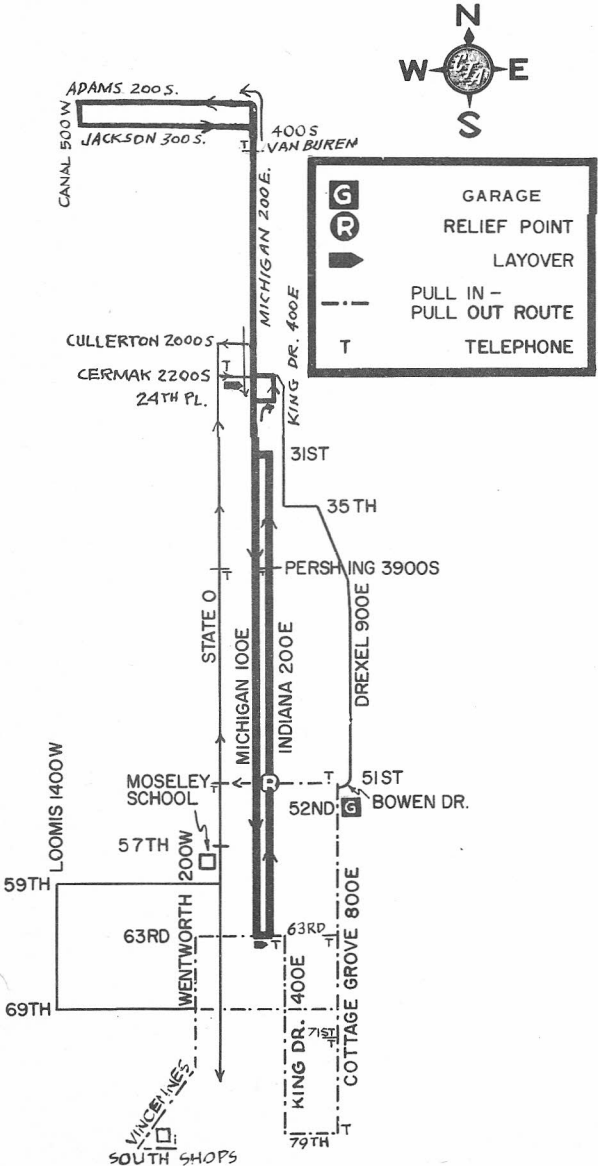 N
W
E
CTA
S
ADAMS 200 S.
JACKSON 300 S.
CANAL 500 W
400 S
VAN BUREN
T
MICHIGAN 200 E.
G
GARAGE
R
RELIEF POINT
LAYOVER
PULL IN –
PULL OUT ROUTE
T
TELEPHONE
KING DR. 400E
CULLERTON 2000 S
T
CERMAK 2200S
24TH PL.
31ST
35TH
T
T
PERSHING 3900S
STATE 0
MICHIGAN 100E
INDIANA 200E
DREXEL 900E
MOSELEY
SCHOOL
T
R
T
51ST
BOWEN DR.
52ND
G
LOOMIS 1400W
57TH
WENTWORTH 200W
59TH
63RD
T
63RD
T
COTTAGE GROVE 800E
KING DR. 400E
69TH
71ST
T
VINCENNES
SOUTH SHOPS
79TH
T